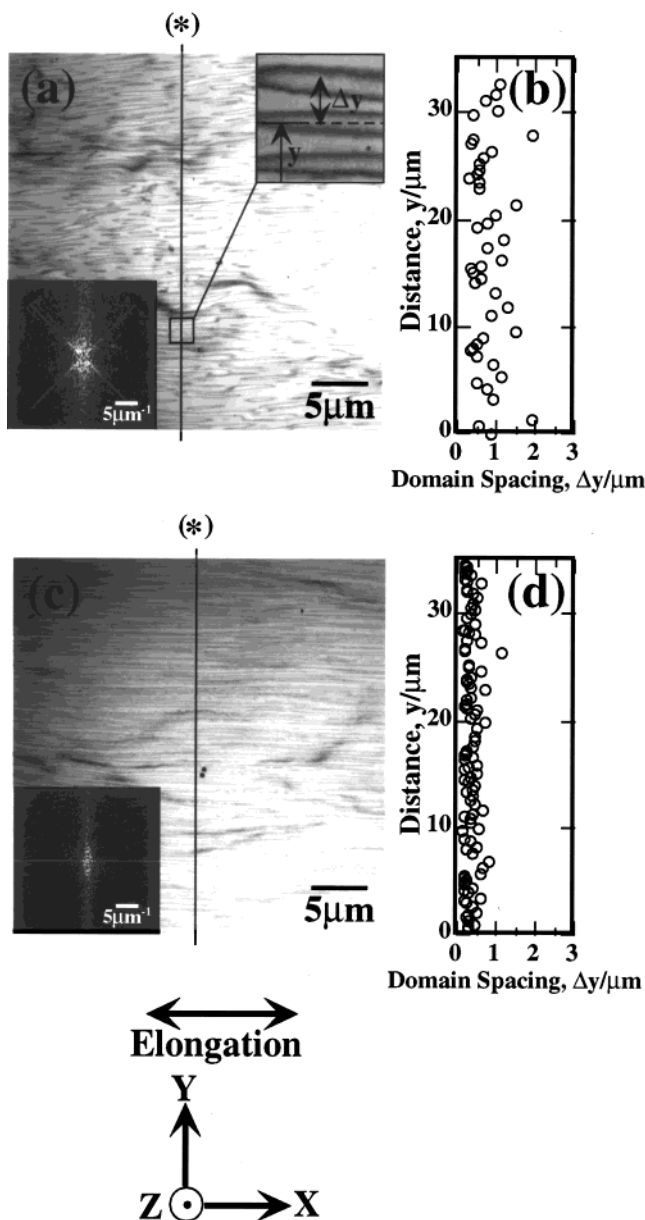 (*)
(a)
Δy
y
5μm⁻¹
5μm
(b)
30
20
10
0
Distance, y/μm
0 1 2 3
Domain Spacing, Δy/μm
(*)
(c)
5μm⁻¹
5μm
(d)
30
20
10
0
Distance, y/μm
0 1 2 3
Domain Spacing, Δy/μm
Elongation
Y
Z
X